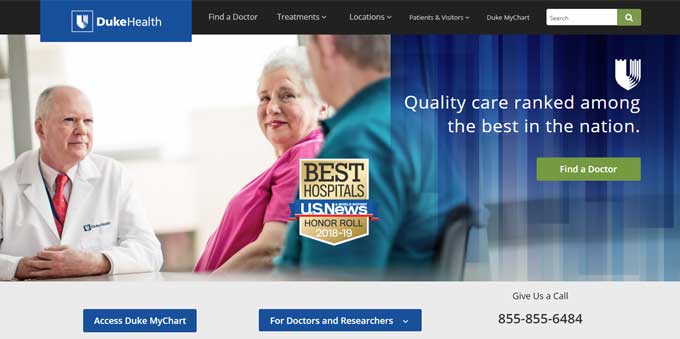 DukeHealth
Find a Doctor
Treatments
Locations
Patients & Visitors
Duke MyChart
Search
Quality care ranked among
the best in the nation.
Find a Doctor
BEST
HOSPITALS
U.S.News
& WORLD REPORT
HONOR ROLL
2018-19
DukeHealth
Give Us a Call
Access Duke MyChart
For Doctors and Researchers
855-855-6484